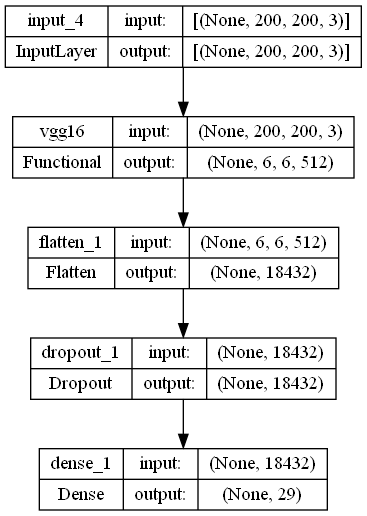 input_4 input: [(None, 200, 200, 3)]
InputLayer output: [(None, 200, 200, 3)]
vgg16 input: (None, 200, 200, 3)
Functional output: (None, 6, 6, 512)
flatten_1 input: (None, 6, 6, 512)
Flatten output: (None, 18432)
dropout_1 input: (None, 18432)
Dropout output: (None, 18432)
dense_1 input: (None, 18432)
Dense output: (None, 29)